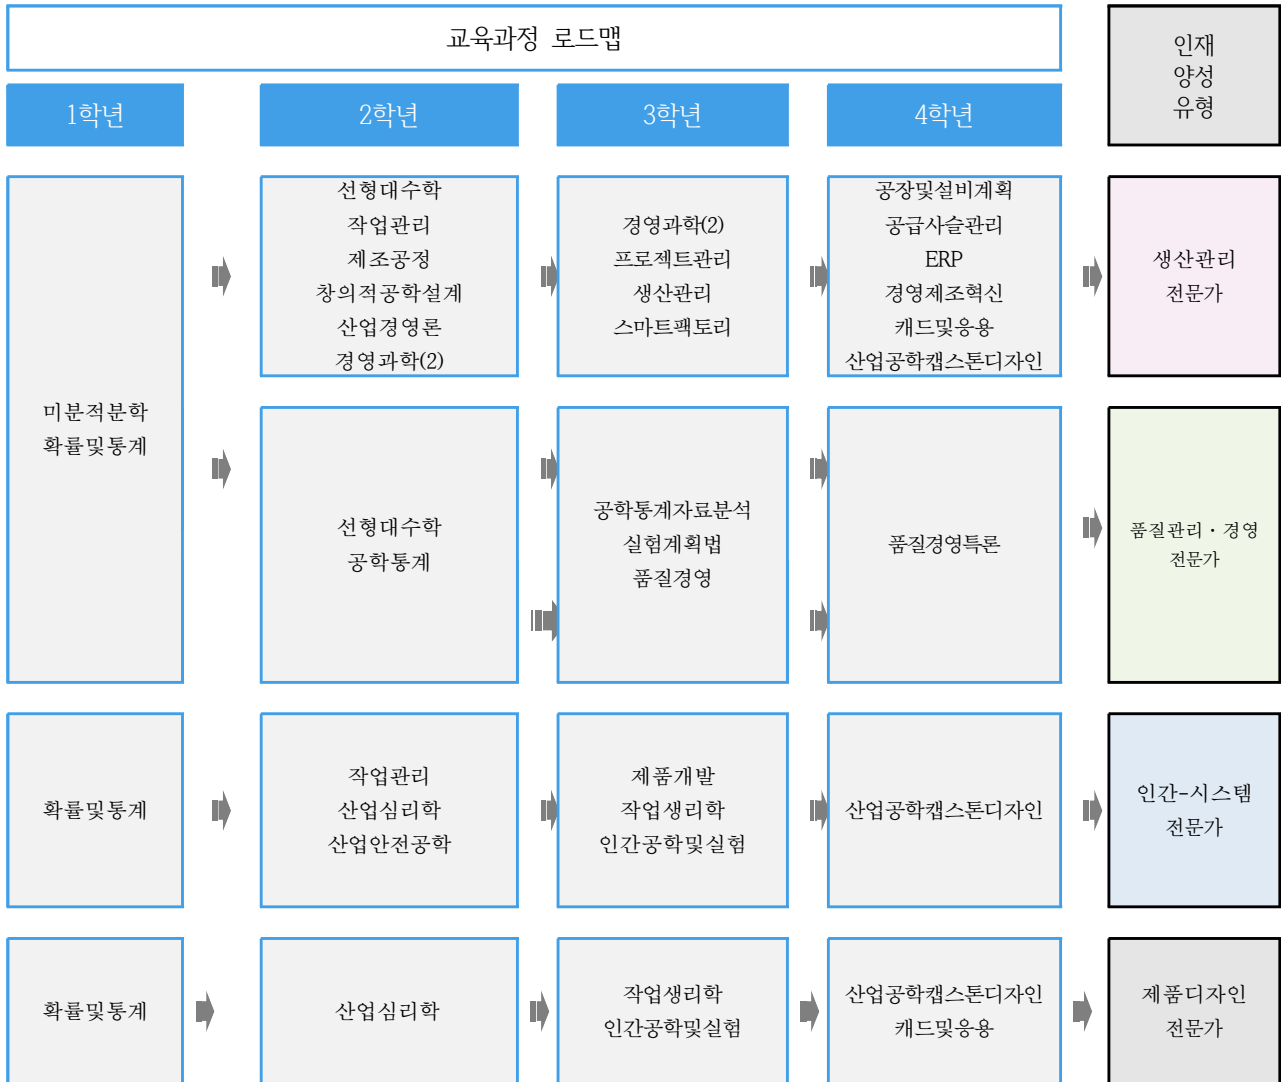 교육과정 로드맵
인재
양성
유형
1학년
2학년
3학년
4학년
미분적분학
확률및통계
선형대수학
작업관리
제조공정
창의적공학설계
산업경영론
경영과학(2)
경영과학(2)
프로젝트관리
생산관리
스마트팩토리
공장및설비계획
공급사슬관리
ERP
경영제조혁신
캐드및응용
산업공학캡스톤디자인
생산관리
전문가
선형대수학
공학통계
공학통계자료분석
실험계획법
품질경영
품질경영특론
품질관리 · 경영
전문가
확률및통계
작업관리
산업심리학
산업안전공학
제품개발
작업생리학
인간공학및실험
산업공학캡스톤디자인
인간-시스템
전문가
확률및통계
산업심리학
작업생리학
인간공학및실험
산업공학캡스톤디자인
캐드및응용
제품디자인
전문가